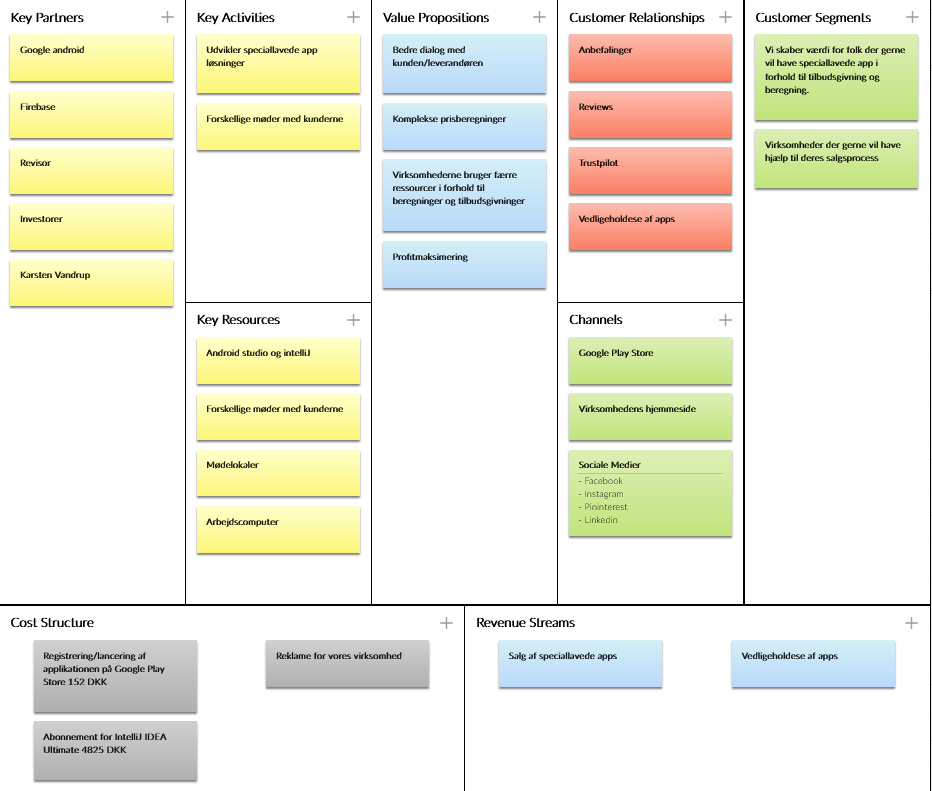 Key Partners
Google android
Firebase
Revisor
Investorer
Karsten Vandrup
Key Activities
Udvikler speciallavede app
løsninger
Forskellige møder med kunderne
Key Resources
Android studio og intelliJ
Forskellige møder med kunderne
Mødelokaler
Arbejdscomputer
Value Propositions
Bedre dialog med
kunden/leverandøren
Komplekse prisberegninger
Virksomhederne bruger færre
ressourcer i forhold til
beregninger og tilbudsgivninger
Profitmaksimering
Customer Relationships
Anbefalinger
Reviews
Trustpilot
Vedligeholdese af apps
Channels
Google Play Store
Virksomhedens hjemmeside
Sociale Medier
- Facebook
- Instagram
- Pininterest
- Linkedin
Customer Segments
Vi skaber værdi for folk der gerne
vil have speciallavede app i
forhold til tilbudsgivning og
beregning.
Virksomheder der gerne vil have
hjælp til deres salgsprocess
Cost Structure
Registrering/lancering af
applikationen på Google Play
Store 152 DKK
Reklame for vores virksomhed
Abonnement for IntelliJ IDEA
Ultimate 4825 DKK
Revenue Streams
Salg af speciallavede apps
Vedligeholdese af apps